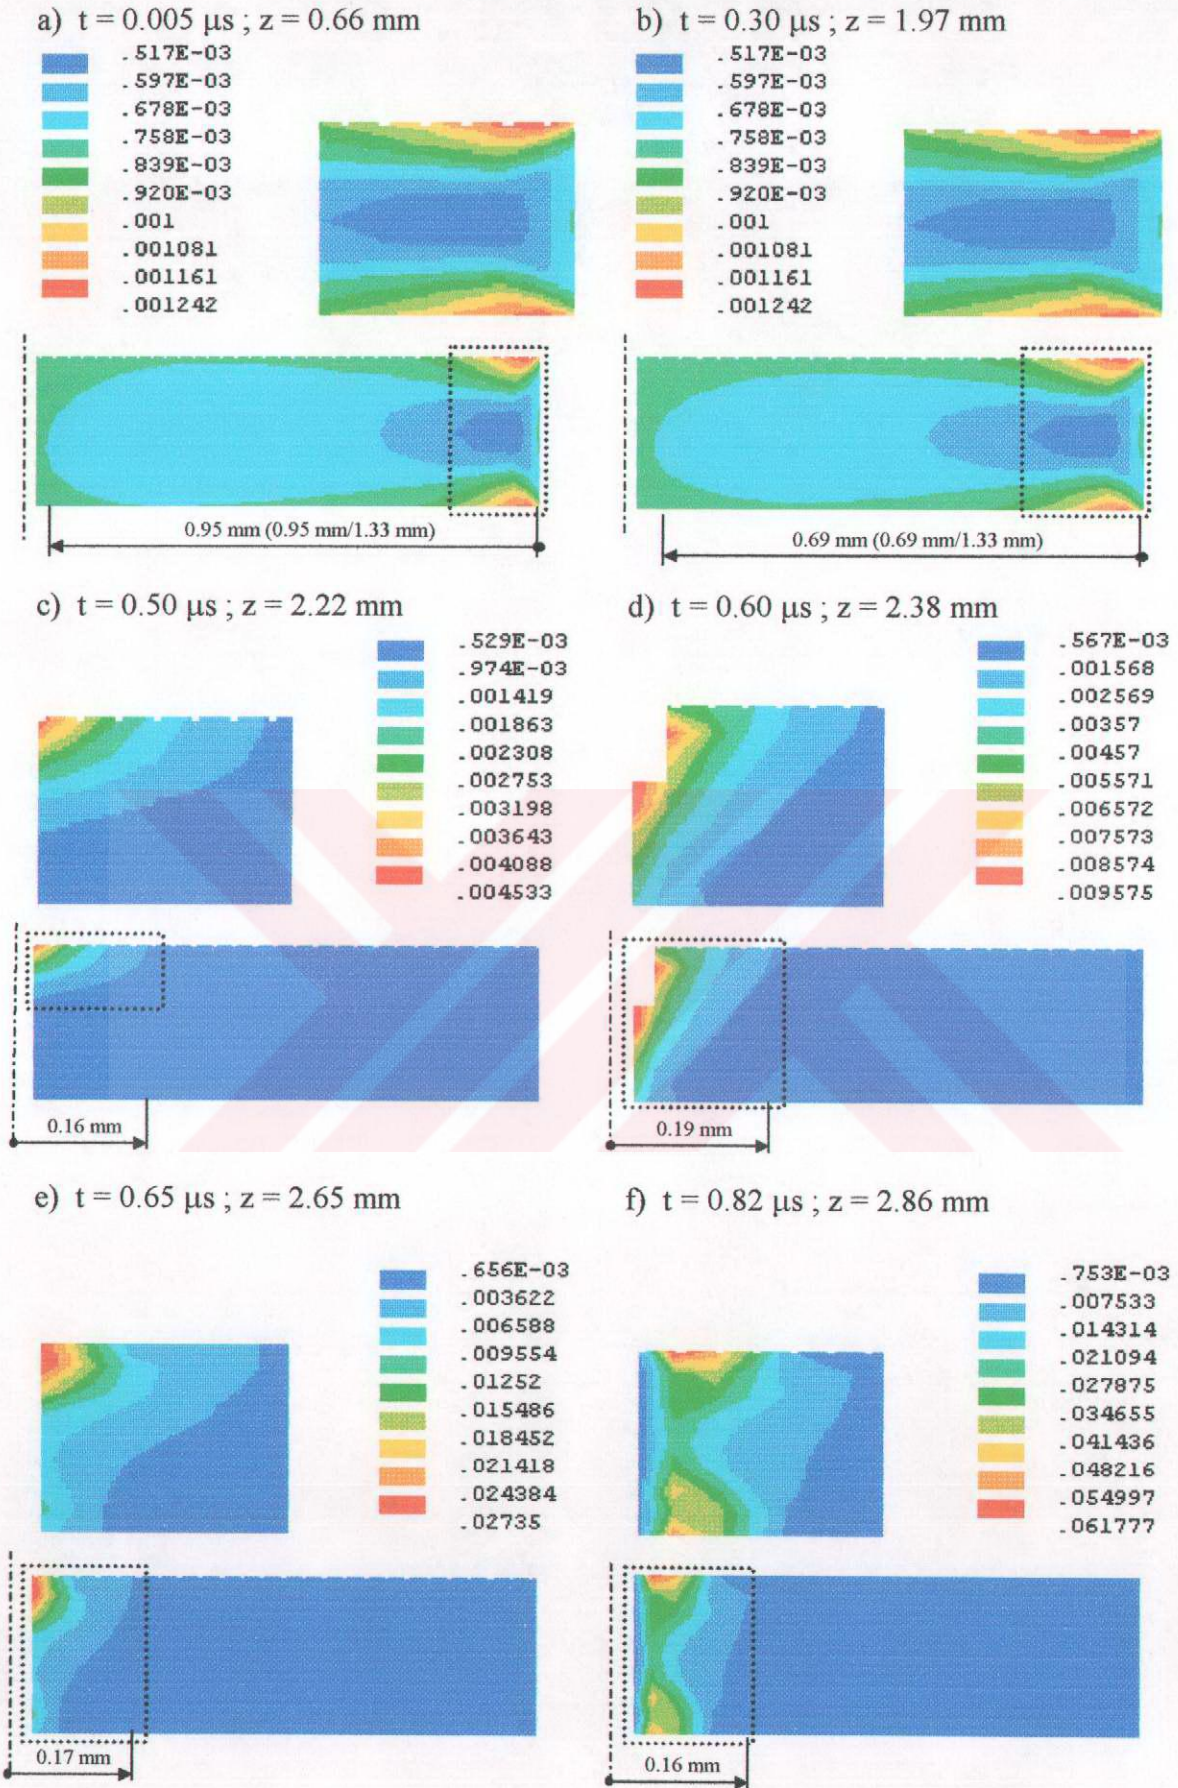 a) t = 0.005 µs ; z = 0.66 mm
.517E-03
.597E-03
.678E-03
.758E-03
.839E-03
.920E-03
.001
.001081
.001161
.001242
0.95 mm (0.95 mm/1.33 mm)
b) t = 0.30 µs ; z = 1.97 mm
.517E-03
.597E-03
.678E-03
.758E-03
.839E-03
.920E-03
.001
.001081
.001161
.001242
0.69 mm (0.69 mm/1.33 mm)
c) t = 0.50 µs ; z = 2.22 mm
.529E-03
.974E-03
.001419
.001863
.002308
.002753
.003198
.003643
.004088
.004533
0.16 mm
d) t = 0.60 µs ; z = 2.38 mm
.567E-03
.001568
.002569
.00357
.00457
.005571
.006572
.007573
.008574
.009575
0.19 mm
e) t = 0.65 µs ; z = 2.65 mm
.656E-03
.003622
.006588
.009554
.01252
.015486
.018452
.021418
.024384
.02735
0.17 mm
f) t = 0.82 µs ; z = 2.86 mm
.753E-03
.007533
.014314
.021094
.027875
.034655
.041436
.048216
.054997
.061777
0.16 mm